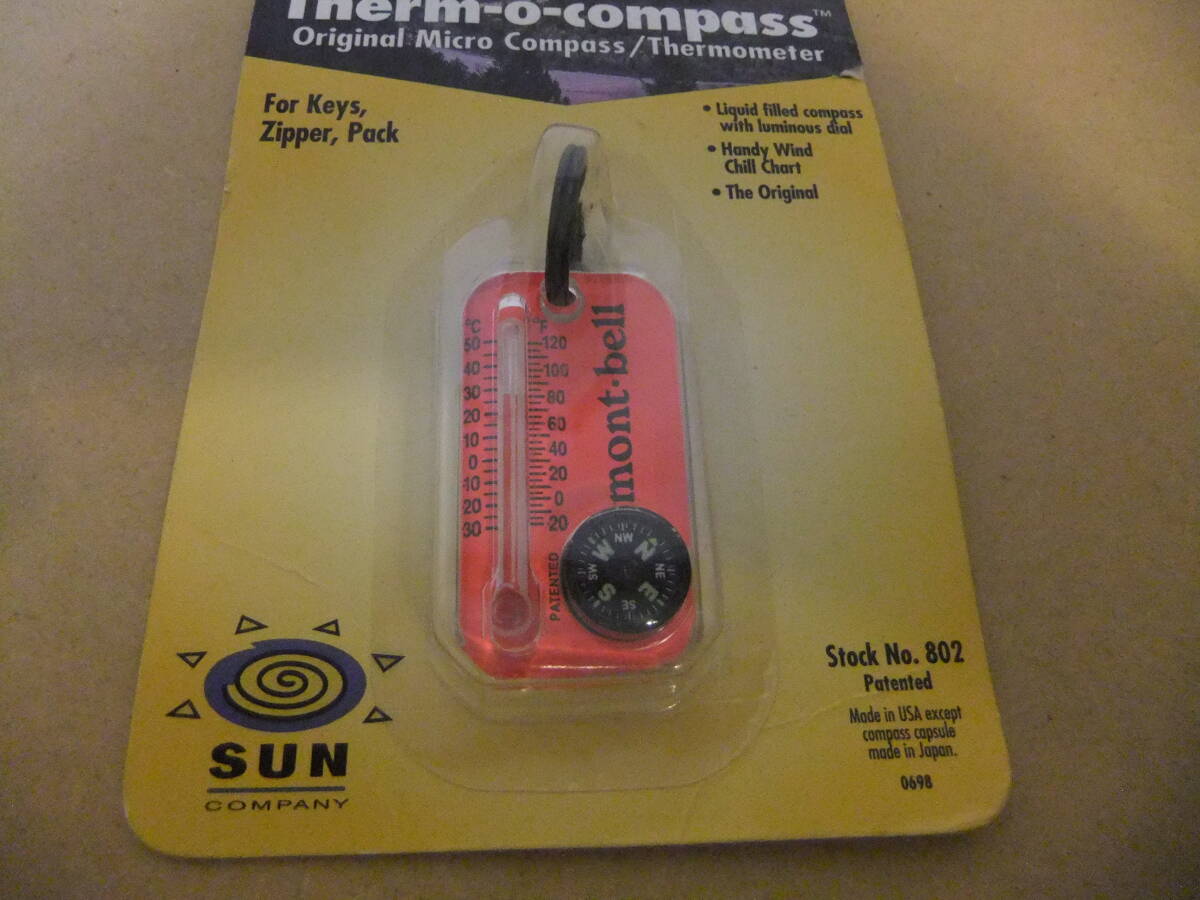 Therm-o-compass™
Original Micro Compass/Thermometer
For Keys,
Zipper, Pack
• Liquid filled compass
with luminous dial
• Handy Wind
Chill Chart
• The Original
°C °F
50 120
40 100
30 80
20 60
10 40
0 20
10 0
20 20
30
mont·bell
PATENTED
N
NE
E
SE
S
SW
W
NW
SUN
COMPANY
Stock No. 802
Patented
Made in USA except
compass capsule
made in Japan.
0698